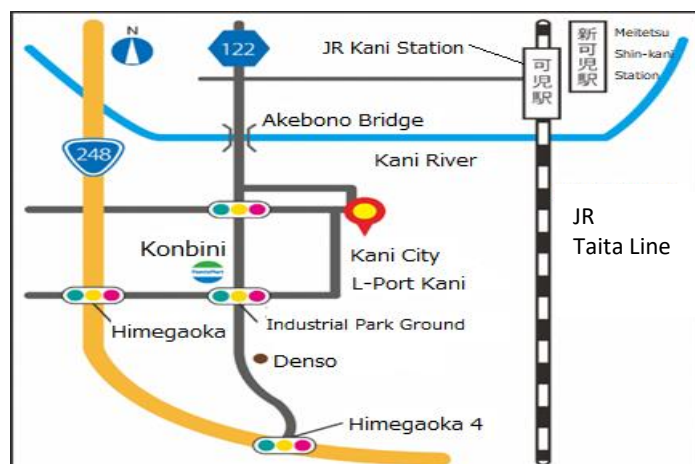 N
122
JR Kani Station
可児駅
新可児駅
Meitetsu
Shin-kani
Station
Akebono Bridge
248
Kani River
JR
Taita Line
Konbini
FamilyMart
Kani City
L-Port Kani
Himegaoka
Industrial Park Ground
Denso
Himegaoka 4